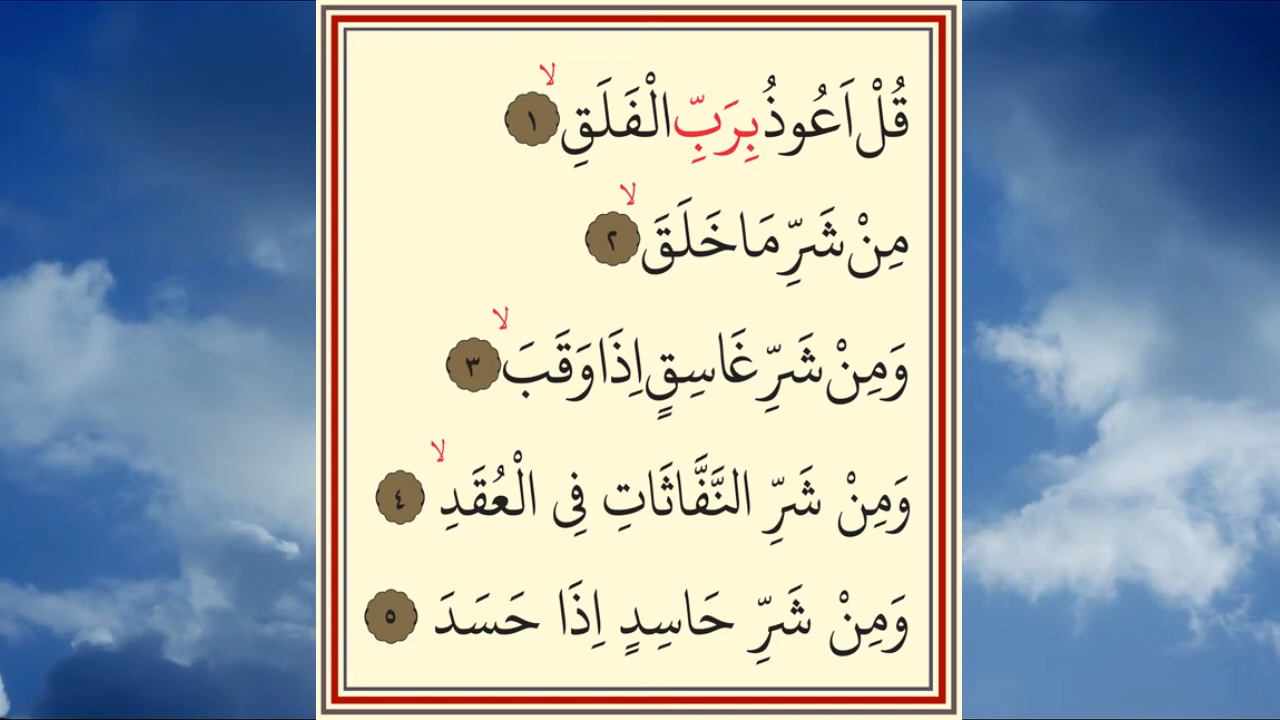 قُلْ اَعُوذُ بِرَبِّ الْفَلَقِۙ ١
مِنْ شَرِّ مَا خَلَقَۙ ٢
وَمِنْ شَرِّ غَاسِقٍ اِذَا وَقَبَۙ ٣
وَمِنْ شَرِّ النَّفَّاثَاتِ فِى الْعُقَدِۙ ٤
وَمِنْ شَرِّ حَاسِدٍ اِذَا حَسَدَ ٥